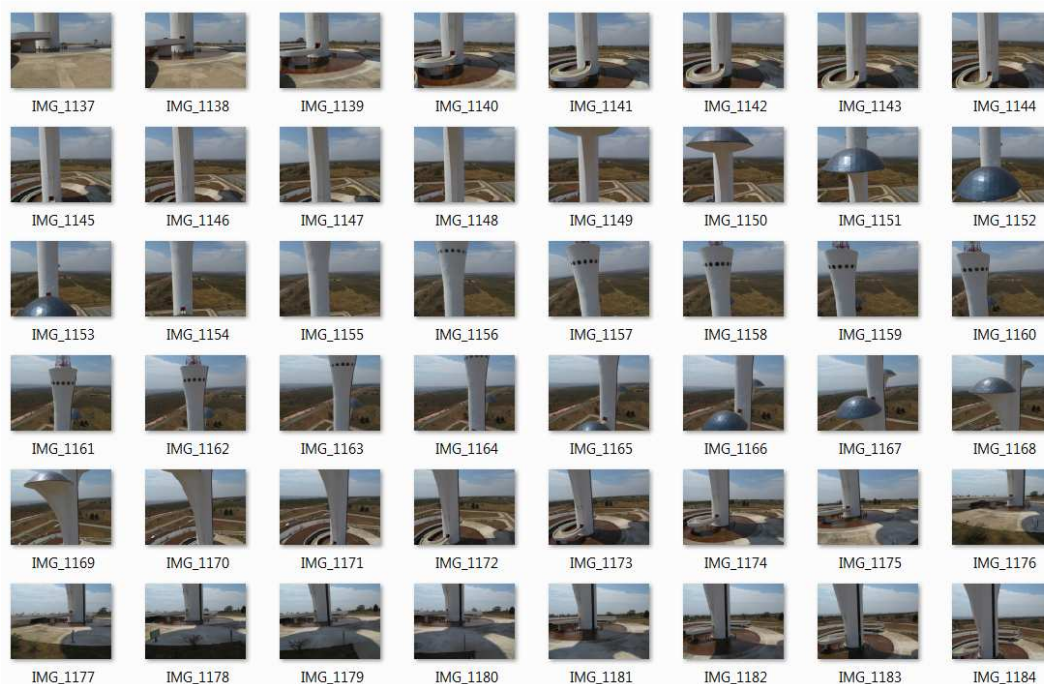 IMG_1137 IMG_1138 IMG_1139 IMG_1140 IMG_1141 IMG_1142 IMG_1143 IMG_1144
IMG_1145 IMG_1146 IMG_1147 IMG_1148 IMG_1149 IMG_1150 IMG_1151 IMG_1152
IMG_1153 IMG_1154 IMG_1155 IMG_1156 IMG_1157 IMG_1158 IMG_1159 IMG_1160
IMG_1161 IMG_1162 IMG_1163 IMG_1164 IMG_1165 IMG_1166 IMG_1167 IMG_1168
IMG_1169 IMG_1170 IMG_1171 IMG_1172 IMG_1173 IMG_1174 IMG_1175 IMG_1176
IMG_1177 IMG_1178 IMG_1179 IMG_1180 IMG_1181 IMG_1182 IMG_1183 IMG_1184